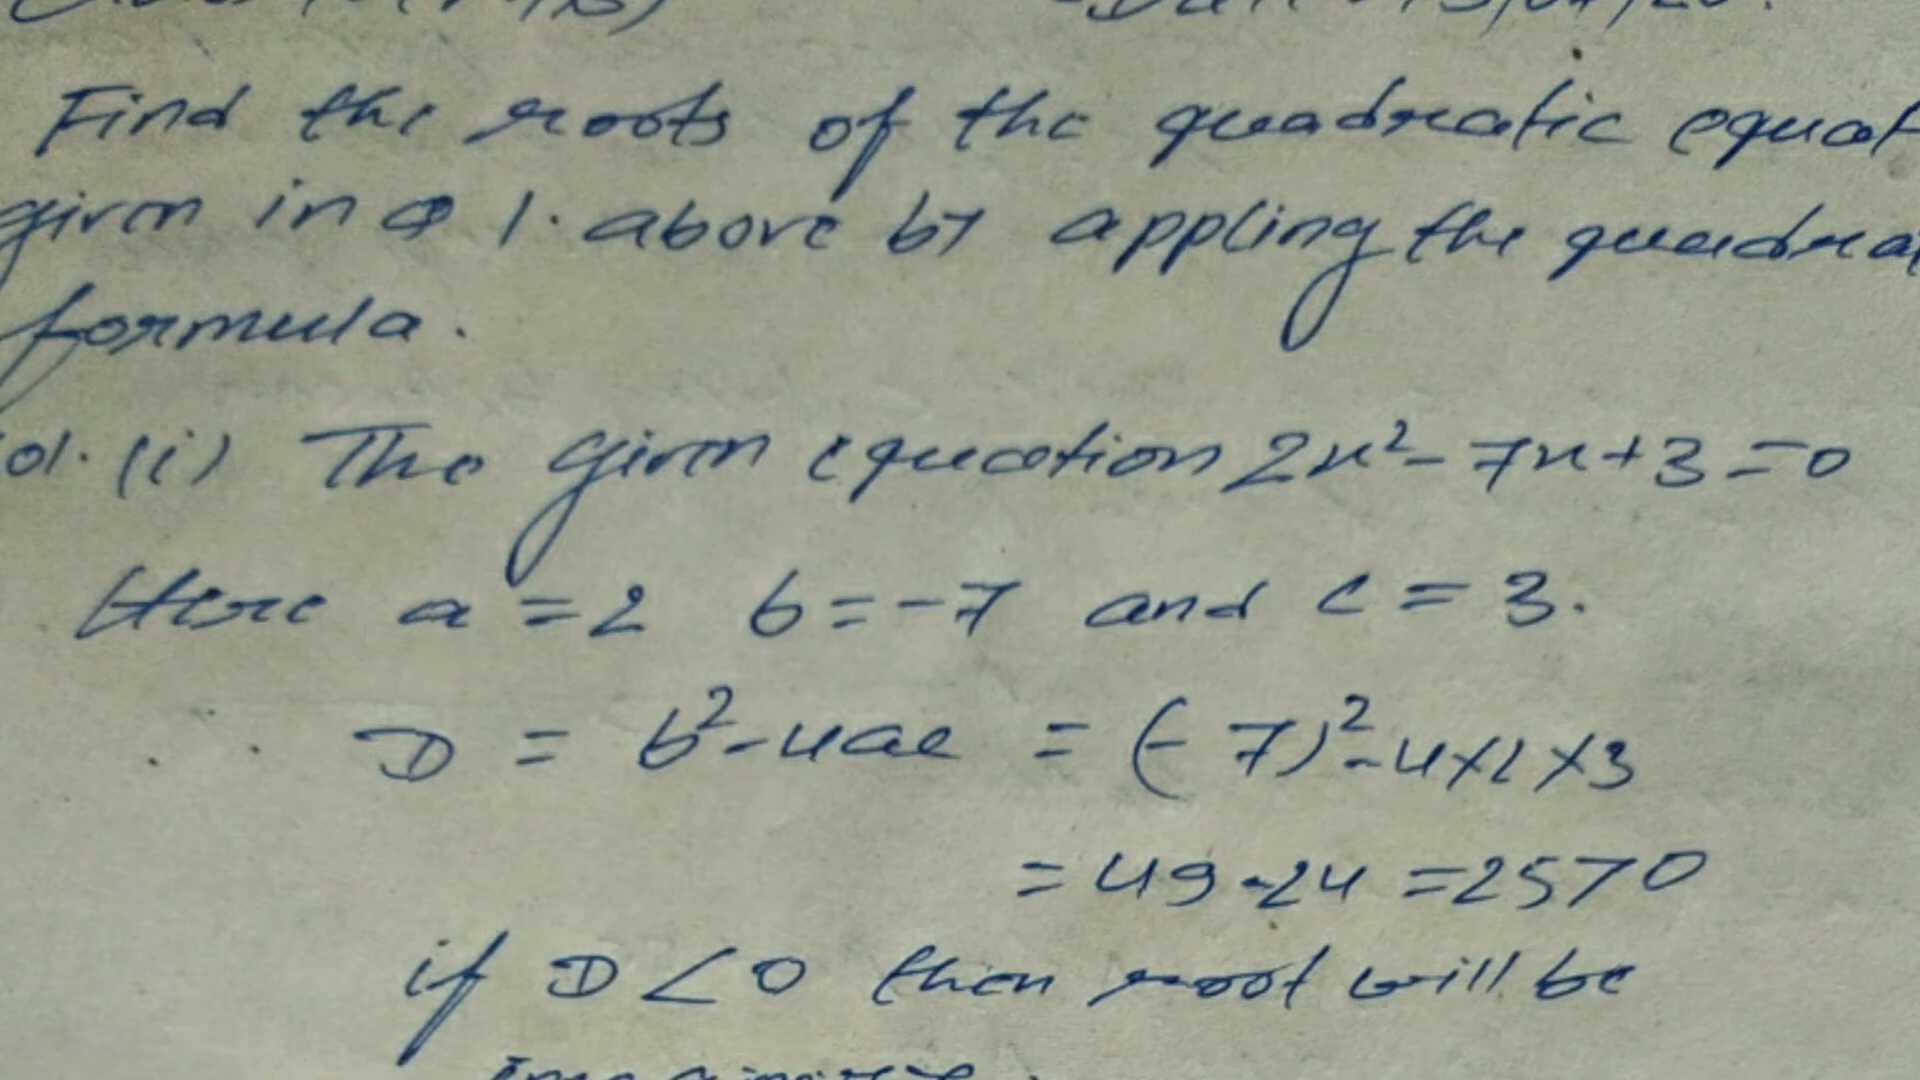 Find the roots of the quadratic equat
given in Q 1. above by appling the quadrat
formula.
ol. (i) The given equation 2x²-7x+3=0
Here a=2 b=-7 and c=3.
D = b²-4ac = (-7)²-4×2×3
=49-24=25>0
if D<0 then root will be